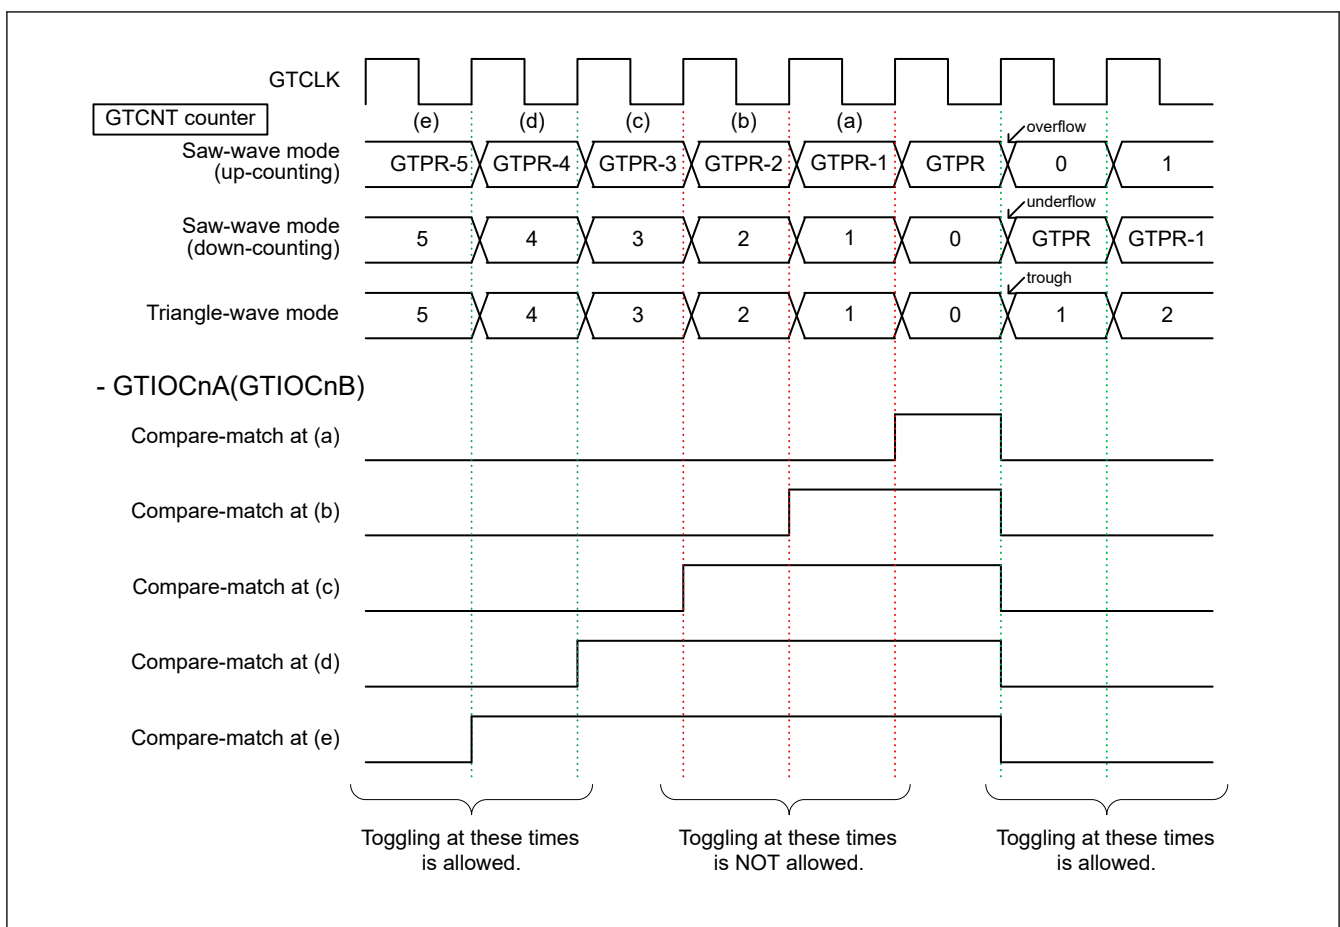 GTCLK
GTCNT counter
(e) (d) (c) (b) (a)
overflow
Saw-wave mode
(up-counting)
GTPR-5 GTPR-4 GTPR-3 GTPR-2 GTPR-1 GTPR 0 1
underflow
Saw-wave mode
(down-counting)
5 4 3 2 1 0 GTPR GTPR-1
trough
Triangle-wave mode
5 4 3 2 1 0 1 2
- GTIOCnA(GTIOCnB)
Compare-match at (a)
Compare-match at (b)
Compare-match at (c)
Compare-match at (d)
Compare-match at (e)
Toggling at these times
is allowed.
Toggling at these times
is NOT allowed.
Toggling at these times
is allowed.